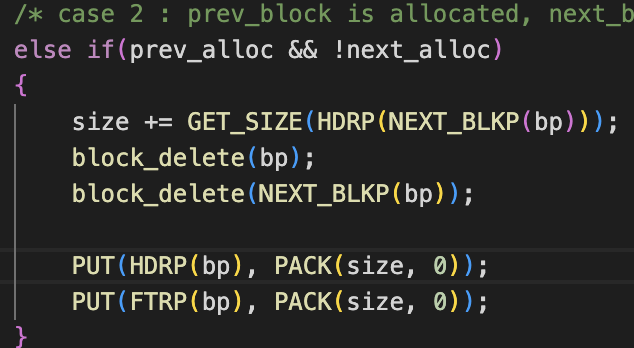 /* case 2 : prev_block is allocated, next_b
else if(prev_alloc && !next_alloc)
{
size += GET_SIZE(HDRP(NEXT_BLKP(bp)));
block_delete(bp);
block_delete(NEXT_BLKP(bp));
PUT(HDRP(bp), PACK(size, 0));
PUT(FTRP(bp), PACK(size, 0));
}